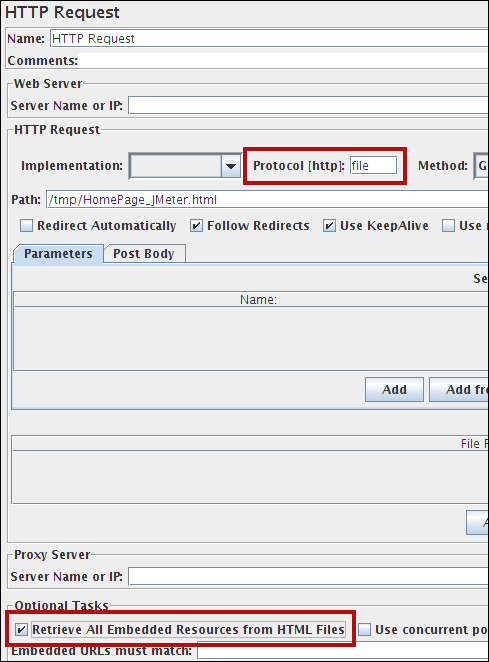 HTTP Request
Name: HTTP Request
Comments:
Web Server
Server Name or IP:
HTTP Request
Implementation: Protocol [http]: file Method: G
Path: /tmp/HomePage_JMeter.html
Redirect Automatically Follow Redirects Use KeepAlive Use
Parameters Post Body
Se
Name:
Add Add fr
File
Proxy Server
Server Name or IP:
Optional Tasks
Retrieve All Embedded Resources from HTML Files Use concurrent po
Embedded URLs must match: